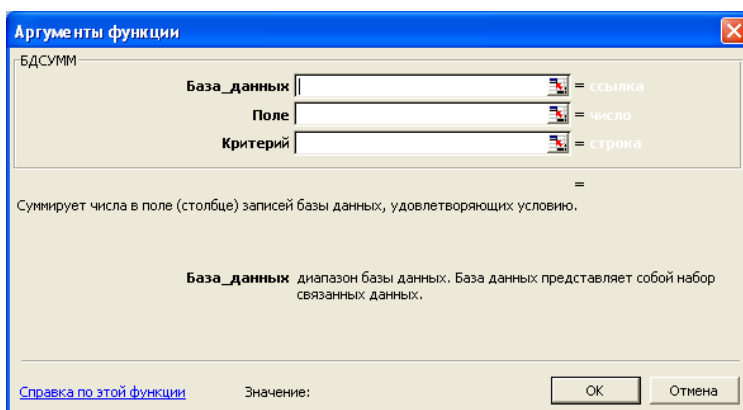 Аргументы функции
БДСУММ
База_данных = ссылка
Поле = число
Критерий = строка
=
Суммирует числа в поле (столбце) записей базы данных, удовлетворяющих условию.
База_данных диапазон базы данных. База данных представляет собой набор
связанных данных.
Справка по этой функции Значение: OK Отмена